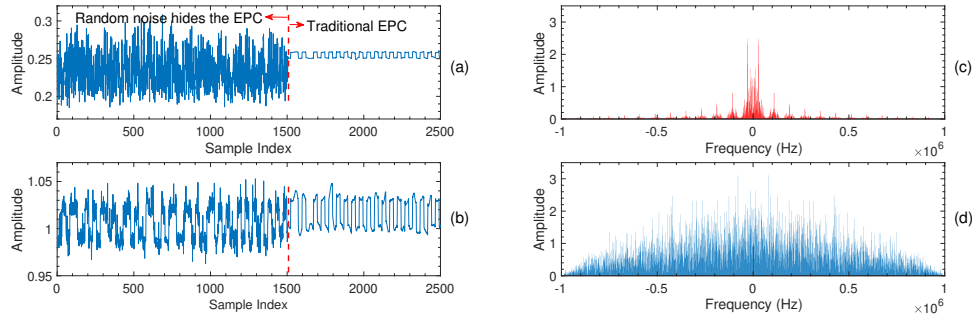 Random noise hides the EPC
Traditional EPC
0.3
0.25
0.2
Amplitude
0 500 1000 1500 2000 2500
Sample Index
(a)
1.05
1
0.95
Amplitude
0 500 1000 1500 2000 2500
Sample Index
(b)
3
2
1
0
Amplitude
-1 -0.5 0 0.5 1
×10⁶
Frequency (Hz)
(c)
3
2
1
0
Amplitude
-1 -0.5 0 0.5 1
×10⁶
Frequency (Hz)
(d)